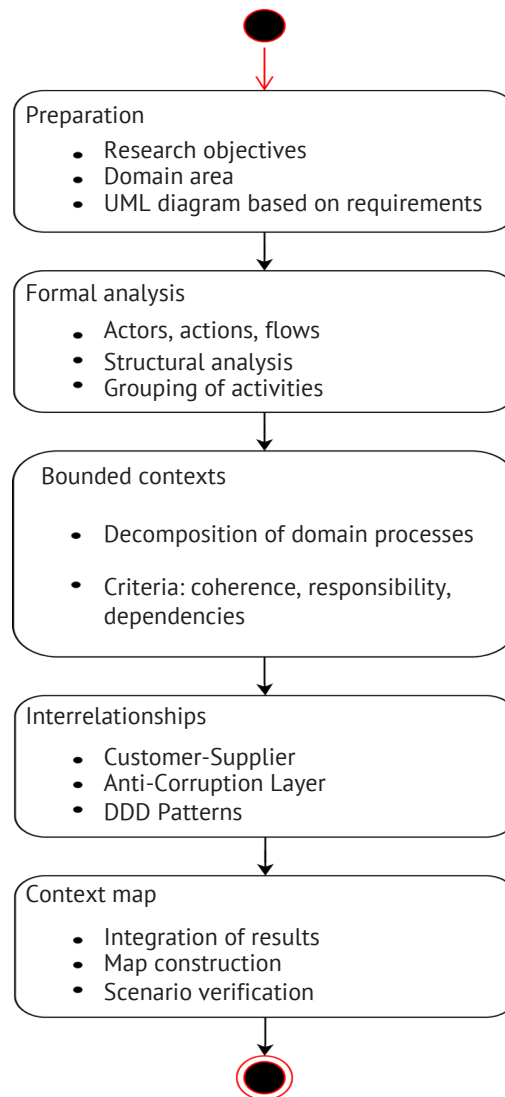 Preparation
• Research objectives
• Domain area
• UML diagram based on requirements
Formal analysis
• Actors, actions, flows
• Structural analysis
• Grouping of activities
Bounded contexts
• Decomposition of domain processes
• Criteria: coherence, responsibility,
dependencies
Interrelationships
• Customer-Supplier
• Anti-Corruption Layer
• DDD Patterns
Context map
• Integration of results
• Map construction
• Scenario verification